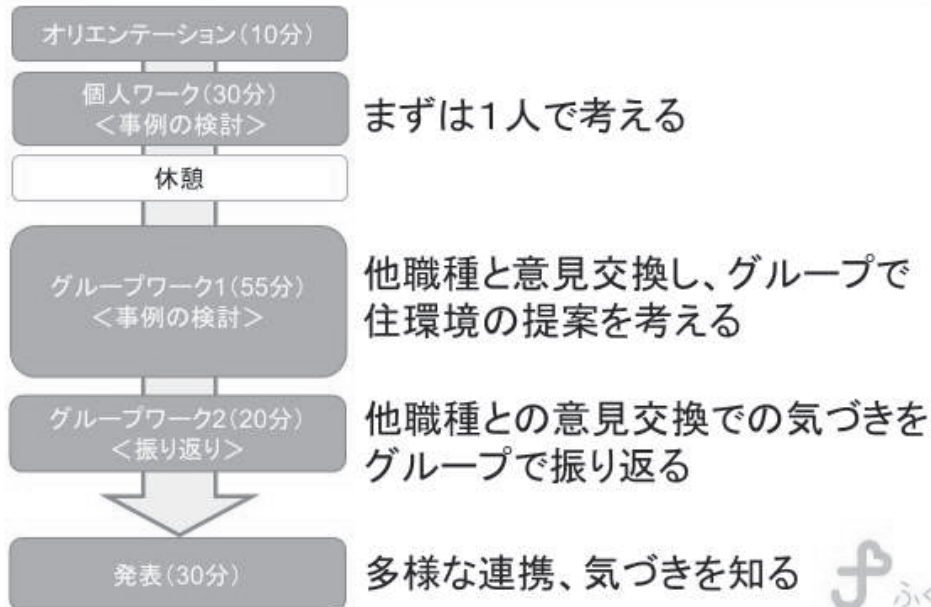 オリエンテーション(10分)
個人ワーク(30分)
＜事例の検討＞
まずは1人で考える
休憩
グループワーク1(55分)
＜事例の検討＞
他職種と意見交換し、グループで
住環境の提案を考える
グループワーク2(20分)
＜振り返り＞
他職種との意見交換での気づきを
グループで振り返る
発表(30分)
多様な連携、気づきを知る